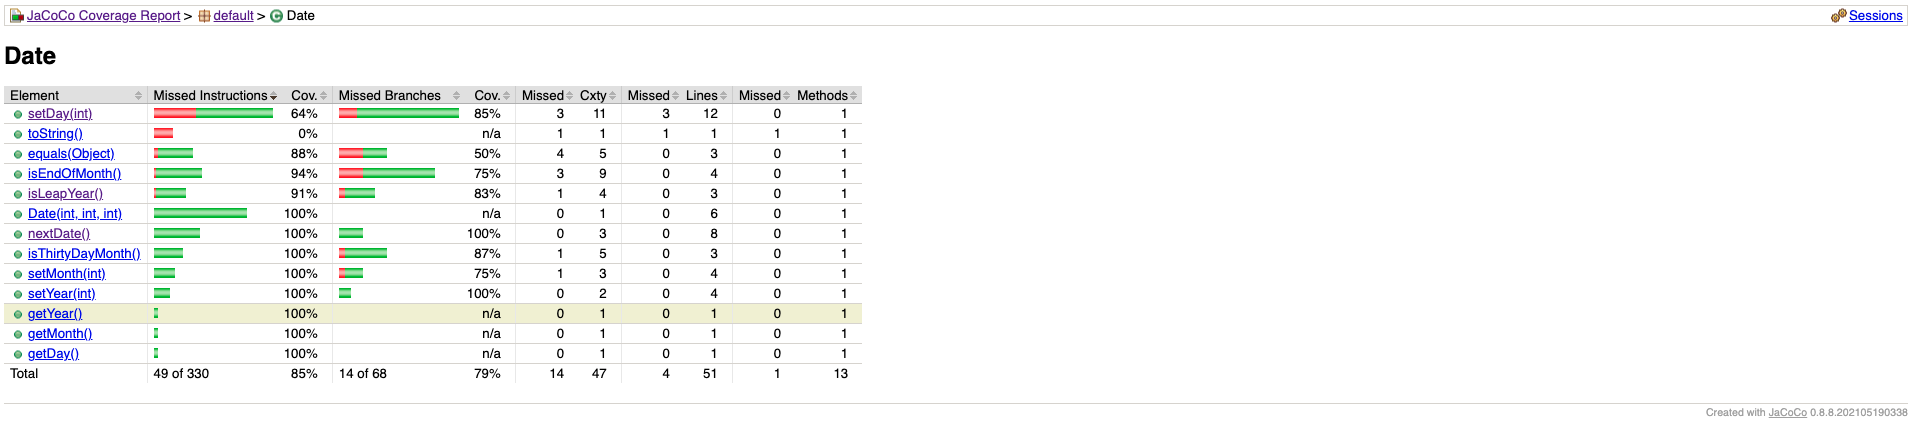 JaCoCo Coverage Report > default > Date Sessions
Date
Element Missed Instructions Cov. Missed Branches Cov. Missed Cxty Missed Lines Missed Methods
setDay(int) 64% 85% 3 11 3 12 0 1
toString() 0% n/a 1 1 1 1 1 1
equals(Object) 88% 50% 4 5 0 3 0 1
isEndOfMonth() 94% 75% 3 9 0 4 0 1
isLeapYear() 91% 83% 1 4 0 3 0 1
Date(int, int, int) 100% n/a 0 1 0 6 0 1
nextDate() 100% 100% 0 3 0 8 0 1
isThirtyDayMonth() 100% 87% 1 5 0 3 0 1
setMonth(int) 100% 75% 1 3 0 4 0 1
setYear(int) 100% 100% 0 2 0 4 0 1
getYear() 100% n/a 0 1 0 1 0 1
getMonth() 100% n/a 0 1 0 1 0 1
getDay() 100% n/a 0 1 0 1 0 1
Total 49 of 330 85% 14 of 68 79% 14 47 4 51 1 13
Created with JaCoCo 0.8.8.202105190338